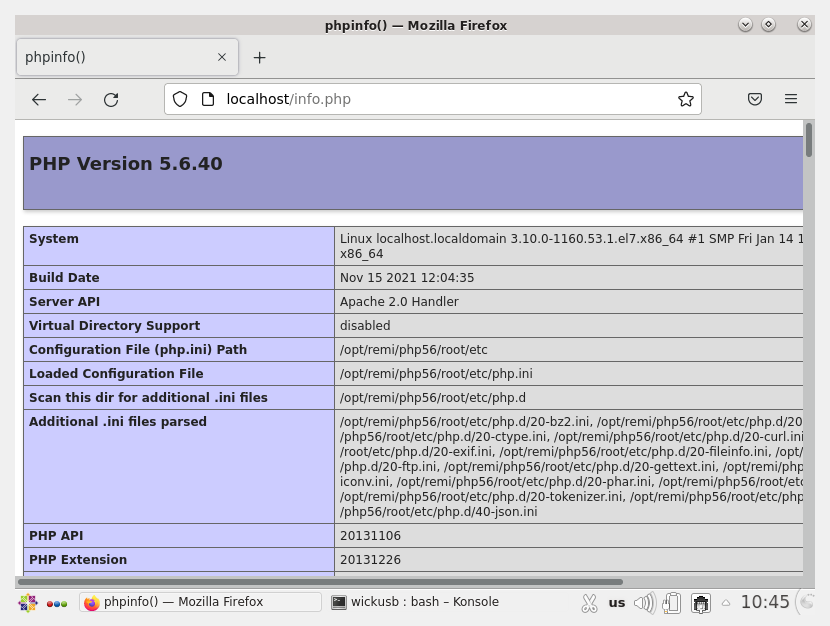 phpinfo() — Mozilla Firefox
phpinfo()
localhost/info.php
PHP Version 5.6.40
System
Linux localhost.localdomain 3.10.0-1160.53.1.el7.x86_64 #1 SMP Fri Jan 14 1
x86_64
Build Date
Nov 15 2021 12:04:35
Server API
Apache 2.0 Handler
Virtual Directory Support
disabled
Configuration File (php.ini) Path
/opt/remi/php56/root/etc
Loaded Configuration File
/opt/remi/php56/root/etc/php.ini
Scan this dir for additional .ini files
/opt/remi/php56/root/etc/php.d
Additional .ini files parsed
/opt/remi/php56/root/etc/php.d/20-bz2.ini, /opt/remi/php56/root/etc/php.d/20
/php56/root/etc/php.d/20-ctype.ini, /opt/remi/php56/root/etc/php.d/20-curl.ini
/root/etc/php.d/20-exif.ini, /opt/remi/php56/root/etc/php.d/20-fileinfo.ini, /opt/
/php.d/20-ftp.ini, /opt/remi/php56/root/etc/php.d/20-gettext.ini, /opt/remi/php
iconv.ini, /opt/remi/php56/root/etc/php.d/20-phar.ini, /opt/remi/php56/root/etc
/opt/remi/php56/root/etc/php.d/20-tokenizer.ini, /opt/remi/php56/root/etc/php
/php56/root/etc/php.d/40-json.ini
PHP API
20131106
PHP Extension
20131226
phpinfo() — Mozilla Firefox
wickusb : bash – Konsole
us
10:45